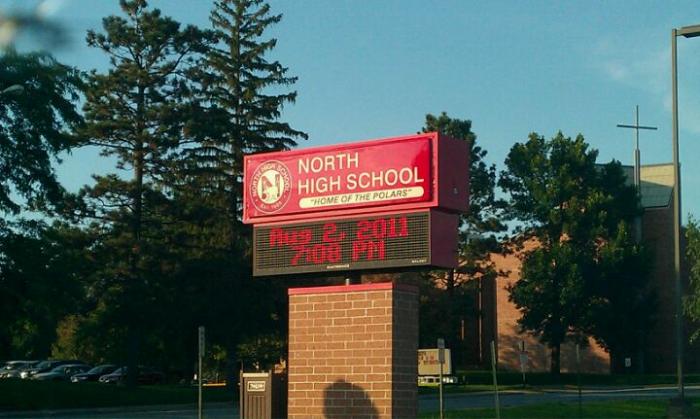 NORTH
HIGH SCHOOL
"HOME OF THE POLARS"
Aug 2, 2011
7:08 PM